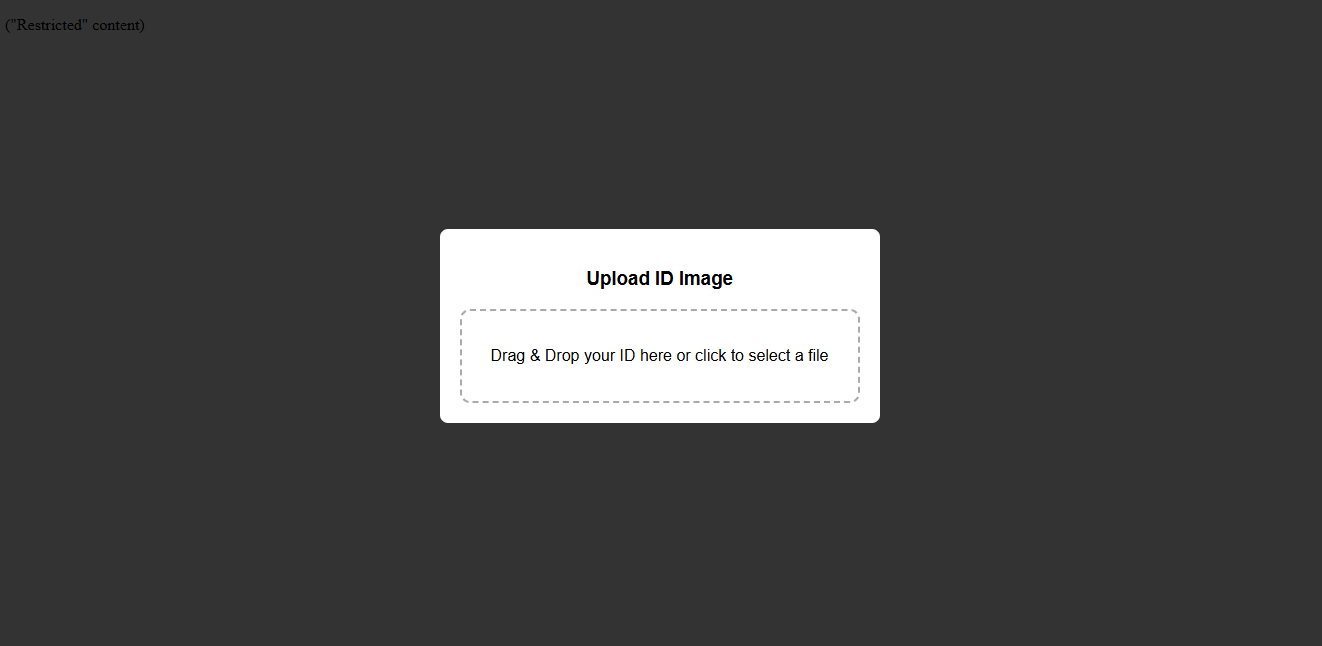 ("Restricted" content)
Upload ID Image
Drag & Drop your ID here or click to select a file